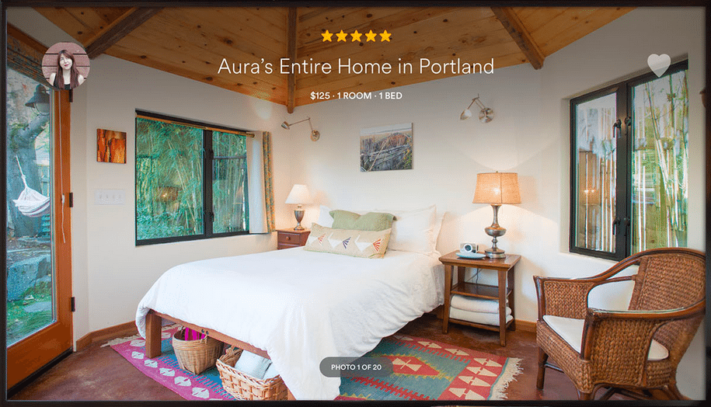 Aura's Entire Home in Portland
$125 · 1 ROOM · 1 BED
PHOTO 1 OF 20